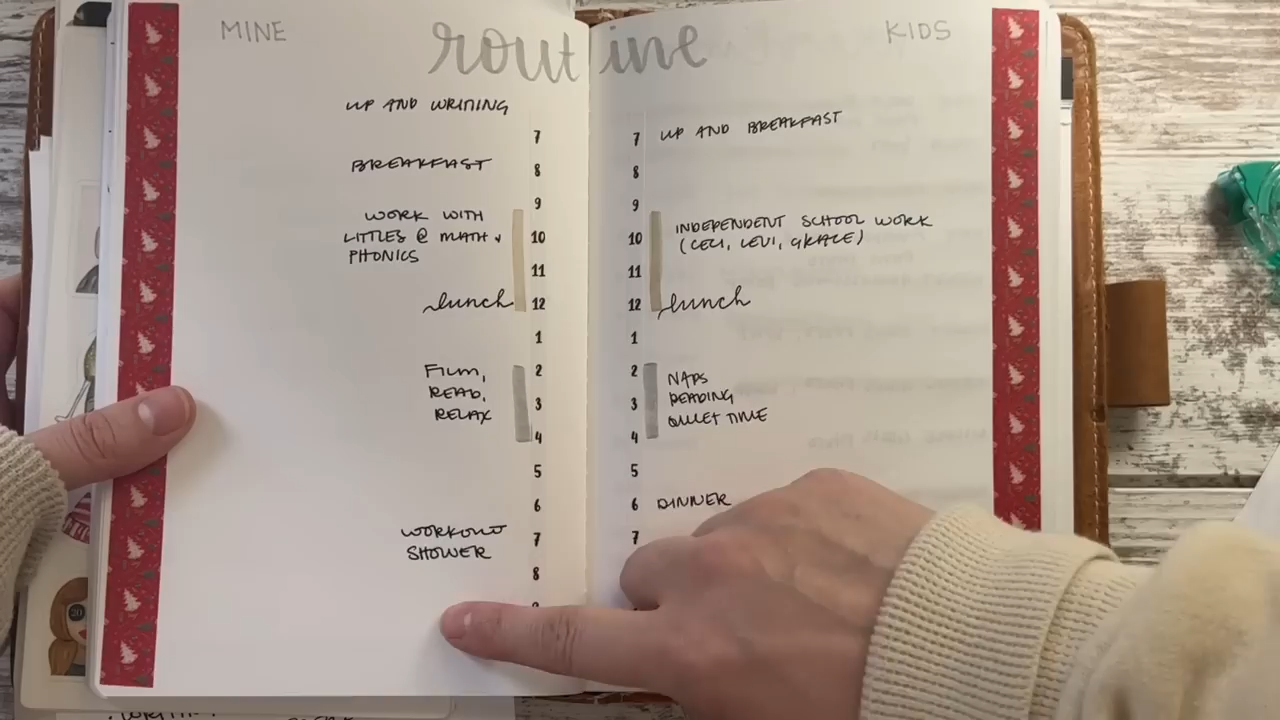 MINE
routine
KIDS
UP AND WRITING
7
BREAKFAST
8
9
WORK WITH
LITTLES @ MATH +
PHONICS
10
11
lunch
12
1
FILM,
READ,
RELAX
2
3
4
5
6
WORKOUT
SHOWER
7
8
7
UP AND BREAKFAST
8
9
INDEPENDENT SCHOOL WORK
(CECI, LEVI, GRACE)
10
11
12
lunch
1
2
NAPS
READING
QUIET TIME
3
4
5
6
DINNER
7
20